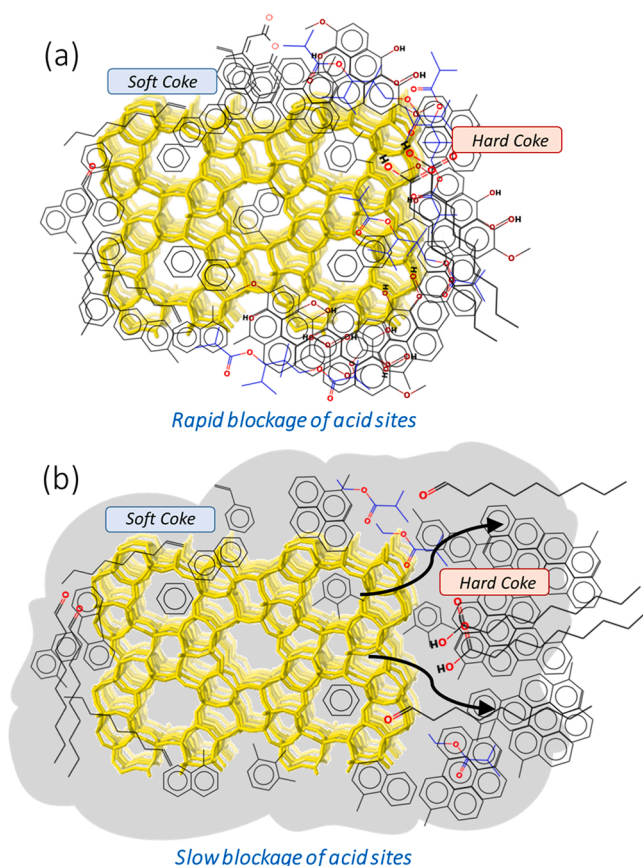 (a)
Soft Coke
Hard Coke
Rapid blockage of acid sites
(b)
Soft Coke
Hard Coke
Slow blockage of acid sites